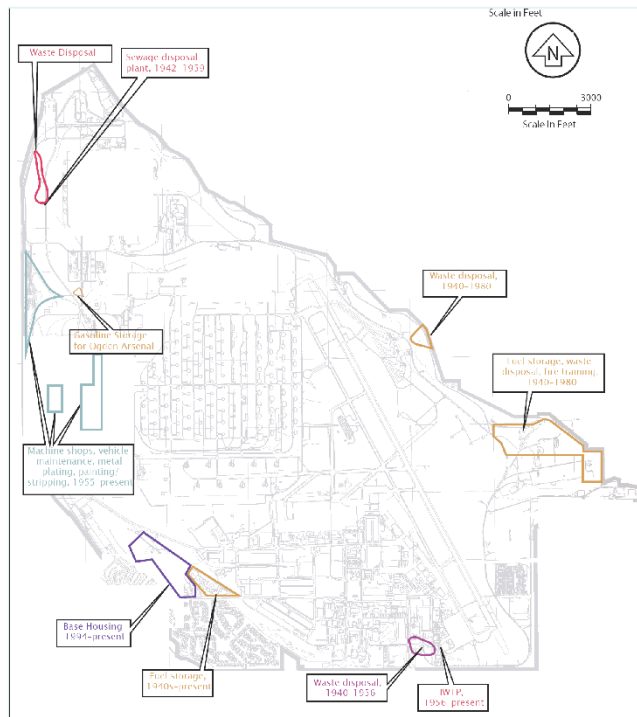 Scale in Feet
N
0
3000
Scale In Feet
Waste Disposal
Sewage disposal
plant, 1942-1959
Waste disposal,
1940-1980
Gasoline Storage
for Ogden Arsenal
Fuel storage, waste
disposal, fire training,
1940-1980
Machine shops, vehicle
maintenance, metal
plating, painting/
stripping, 1955-present
Base Housing
1994-present
Fuel storage,
1940s-present
Waste disposal,
1940-1956
IWTP,
1956-present